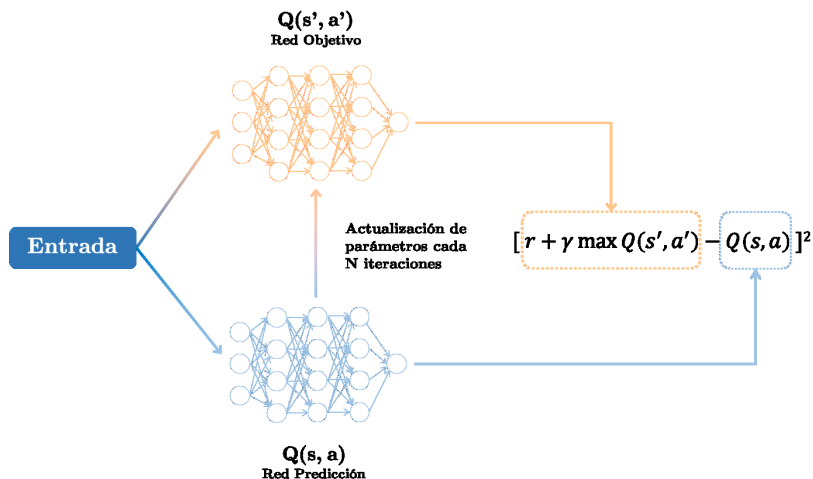 Q(s', a')
Red Objetivo
Entrada
Actualización de
parámetros cada
N iteraciones
[ r + γ max Q(s′, a′) − Q(s, a) ]²
Q(s, a)
Red Predicción